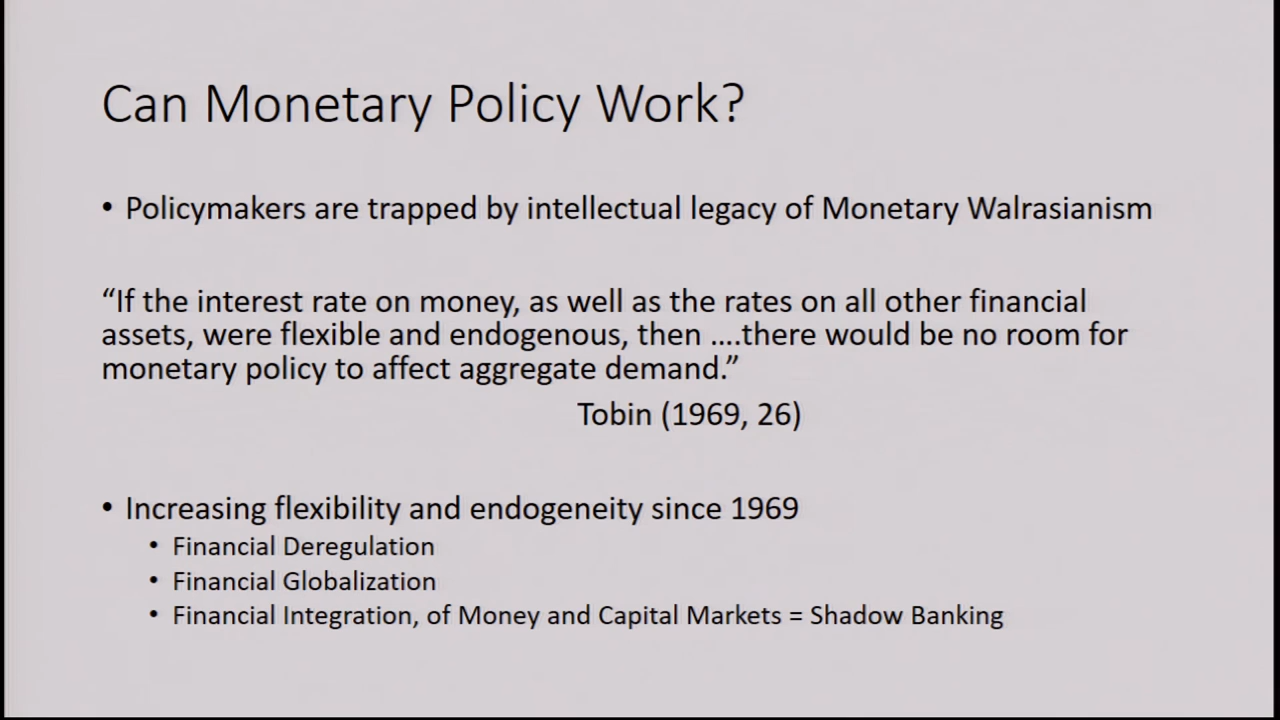 Can Monetary Policy Work?
• Policymakers are trapped by intellectual legacy of Monetary Walrasianism
“If the interest rate on money, as well as the rates on all other financial
assets, were flexible and endogenous, then ....there would be no room for
monetary policy to affect aggregate demand.”
Tobin (1969, 26)
• Increasing flexibility and endogeneity since 1969
• Financial Deregulation
• Financial Globalization
• Financial Integration, of Money and Capital Markets = Shadow Banking